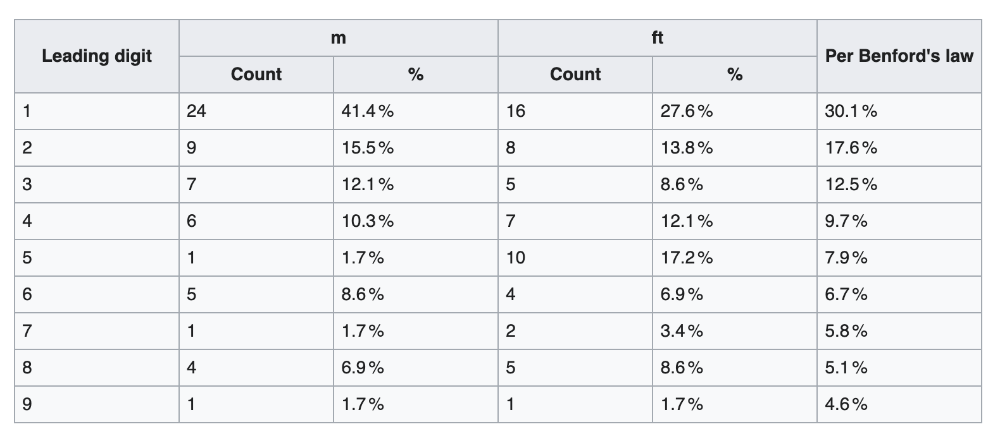 Leading digit m ft Per Benford's law
Count % Count %
1 24 41.4% 16 27.6% 30.1%
2 9 15.5% 8 13.8% 17.6%
3 7 12.1% 5 8.6% 12.5%
4 6 10.3% 7 12.1% 9.7%
5 1 1.7% 10 17.2% 7.9%
6 5 8.6% 4 6.9% 6.7%
7 1 1.7% 2 3.4% 5.8%
8 4 6.9% 5 8.6% 5.1%
9 1 1.7% 1 1.7% 4.6%